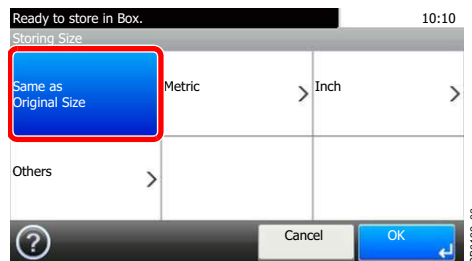 Ready to store in Box. 10:10
Storing Size
Same as Metric Inch
Original Size
Others
? Cancel OK